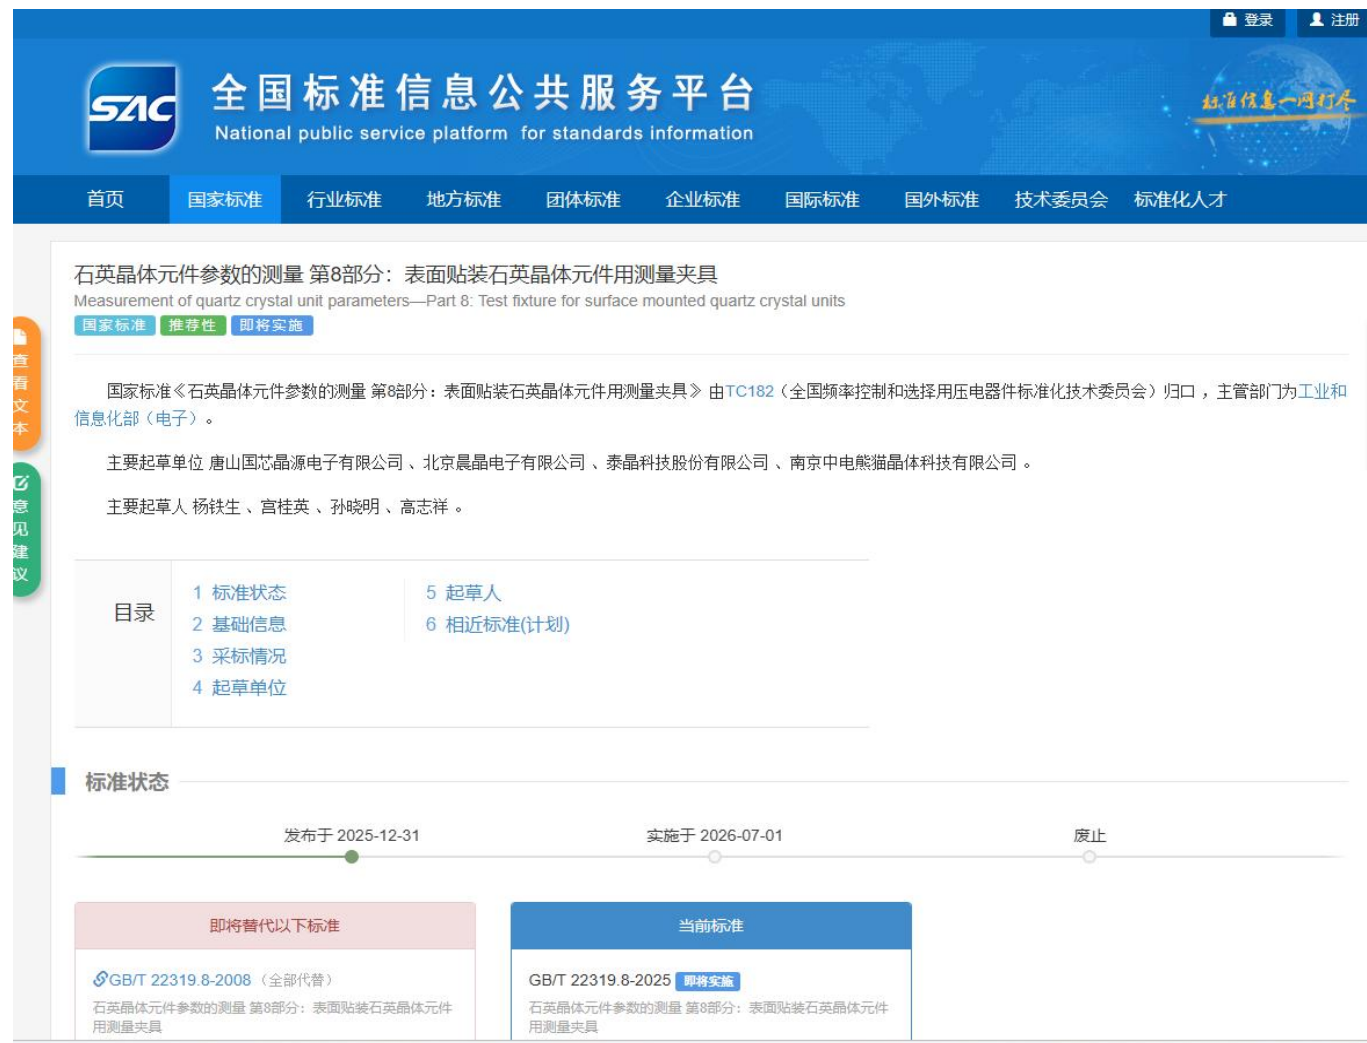 登录 注册
SAC
全国标准信息公共服务平台
National public service platform for standards information
标准信息一网打尽
首页 国家标准 行业标准 地方标准 团体标准 企业标准 国际标准 国外标准 技术委员会 标准化人才
石英晶体元件参数的测量 第8部分：表面贴装石英晶体元件用测量夹具
Measurement of quartz crystal unit parameters—Part 8: Test fixture for surface mounted quartz crystal units
国家标准 推荐性 即将实施
查看文本
意见建议
国家标准《石英晶体元件参数的测量 第8部分：表面贴装石英晶体元件用测量夹具》 由TC182（全国频率控制和选择用压电器件标准化技术委员会）归口 ，主管部门为工业和
信息化部（电子）。
主要起草单位 唐山国芯晶源电子有限公司 、北京晨晶电子有限公司 、泰晶科技股份有限公司 、南京中电熊猫晶体科技有限公司 。
主要起草人 杨铁生 、宫桂英 、孙晓明 、高志祥 。
目录
1 标准状态
2 基础信息
3 采标情况
4 起草单位
5 起草人
6 相近标准(计划)
标准状态
发布于 2025-12-31 实施于 2026-07-01 废止
即将替代以下标准
GB/T 22319.8-2008（全部代替）
石英晶体元件参数的测量 第8部分：表面贴装石英晶体元件
用测量夹具
当前标准
GB/T 22319.8-2025 即将实施
石英晶体元件参数的测量 第8部分：表面贴装石英晶体元件
用测量夹具